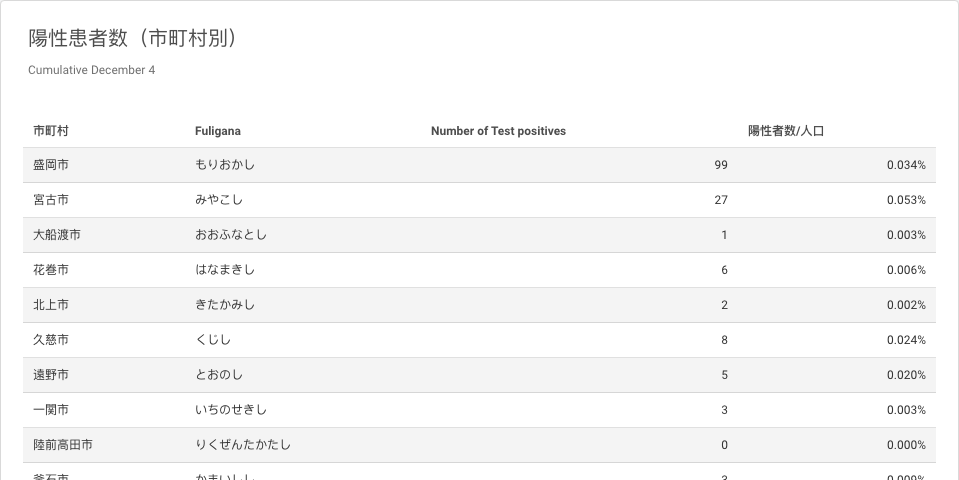 陽性患者数（市町村別）
Cumulative December 4
市町村 Fuligana Number of Test positives 陽性者数/人口
盛岡市 もりおかし 99 0.034%
宮古市 みやこし 27 0.053%
大船渡市 おおふなとし 1 0.003%
花巻市 はなまきし 6 0.006%
北上市 きたかみし 2 0.002%
久慈市 くじし 8 0.024%
遠野市 とおのし 5 0.020%
一関市 いちのせきし 3 0.003%
陸前高田市 りくぜんたかたし 0 0.000%
釜石市 かまいしし 3 0.009%